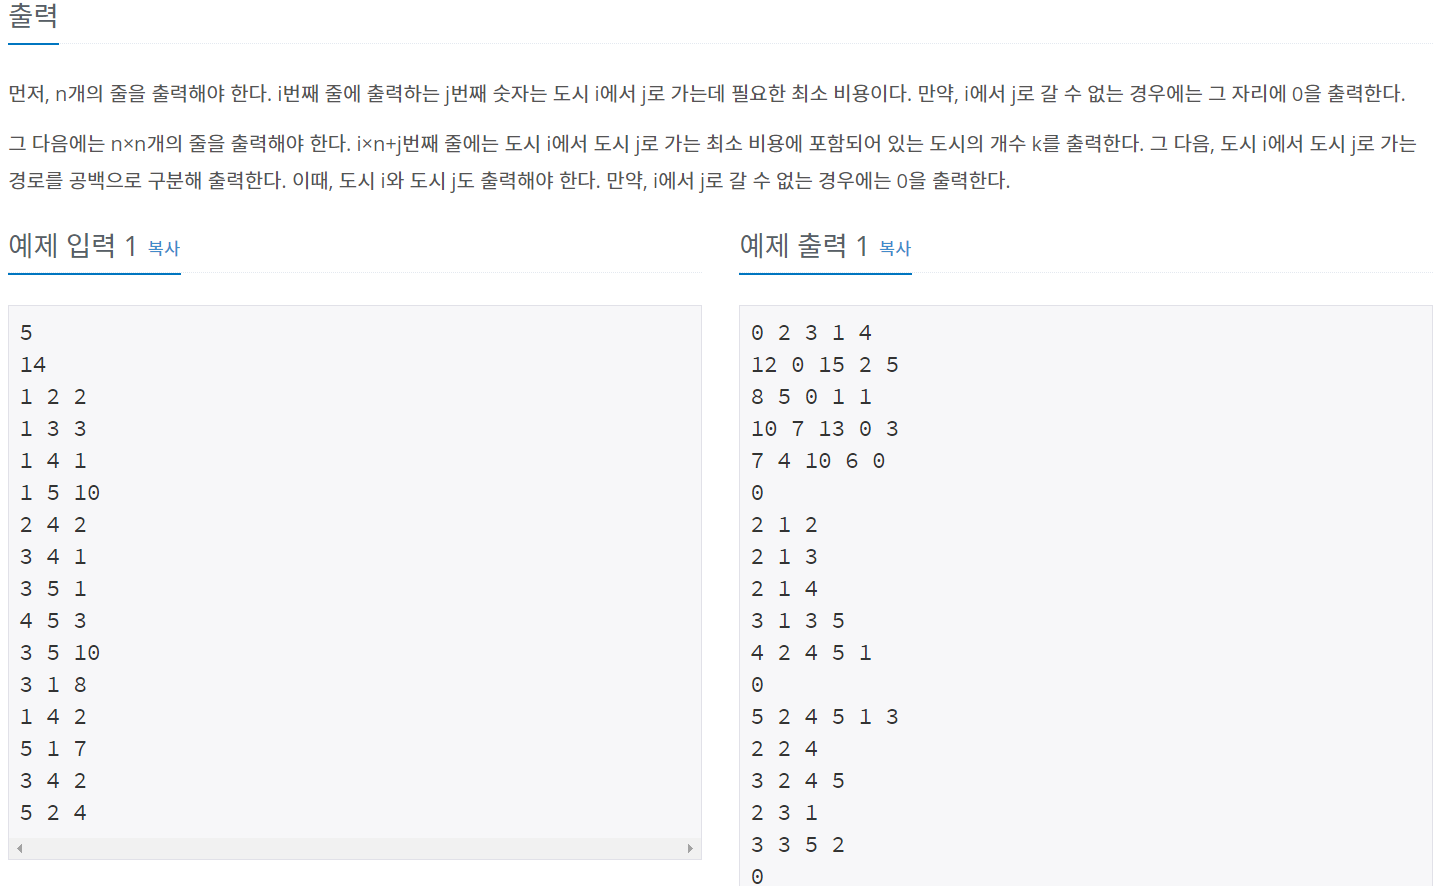 출력
먼저, n개의 줄을 출력해야 한다. i번째 줄에 출력하는 j번째 숫자는 도시 i에서 j로 가는데 필요한 최소 비용이다. 만약, i에서 j로 갈 수 없는 경우에는 그 자리에 0을 출력한다.
그 다음에는 n×n개의 줄을 출력해야 한다. i×n+j번째 줄에는 도시 i에서 도시 j로 가는 최소 비용에 포함되어 있는 도시의 개수 k를 출력한다. 그 다음, 도시 i에서 도시 j로 가는
경로를 공백으로 구분해 출력한다. 이때, 도시 i와 도시 j도 출력해야 한다. 만약, i에서 j로 갈 수 없는 경우에는 0을 출력한다.
예제 입력 1 복사
5
14
1 2 2
1 3 3
1 4 1
1 5 10
2 4 2
3 4 1
3 5 1
4 5 3
3 5 10
3 1 8
1 4 2
5 1 7
3 4 2
5 2 4
예제 출력 1 복사
0 2 3 1 4
12 0 15 2 5
8 5 0 1 1
10 7 13 0 3
7 4 10 6 0
0
2 1 2
2 1 3
2 1 4
3 1 3 5
4 2 4 5 1
0
5 2 4 5 1 3
2 2 4
3 2 4 5
2 3 1
3 3 5 2
0